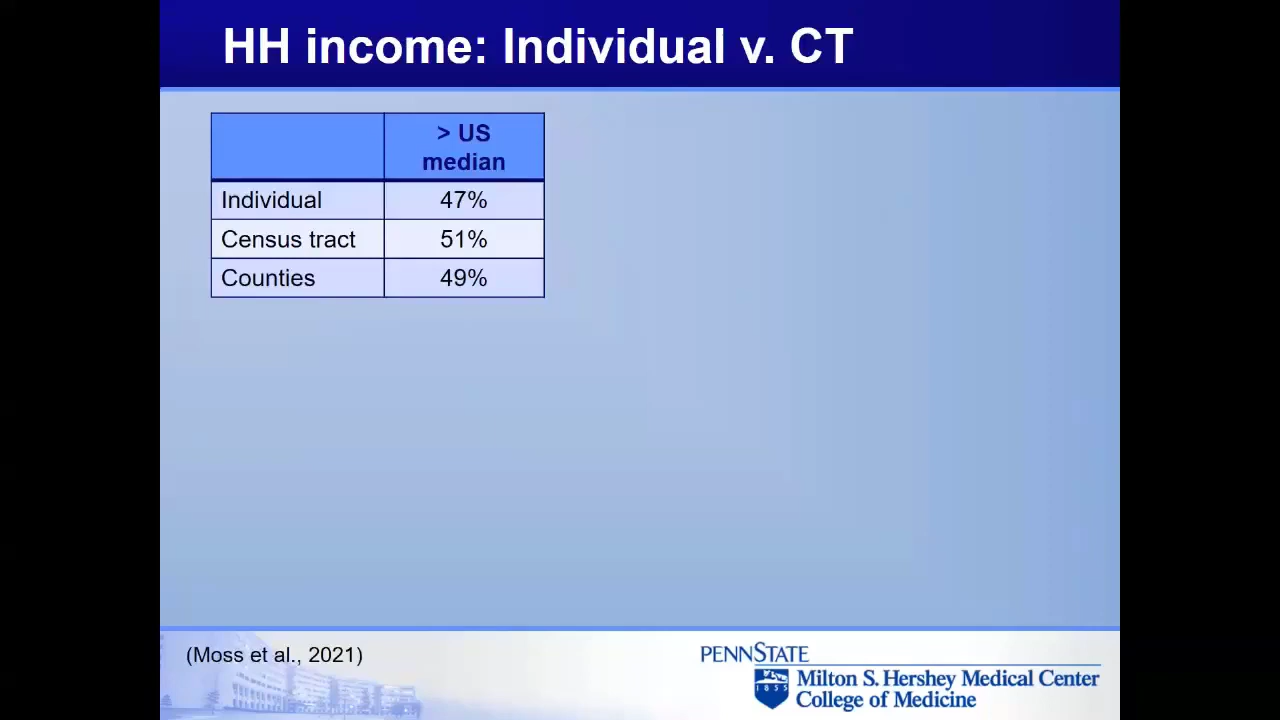 HH income: Individual v. CT
> US
median
Individual 47%
Census tract 51%
Counties 49%
(Moss et al., 2021)
PENNSTATE
1855
Milton S. Hershey Medical Center
College of Medicine